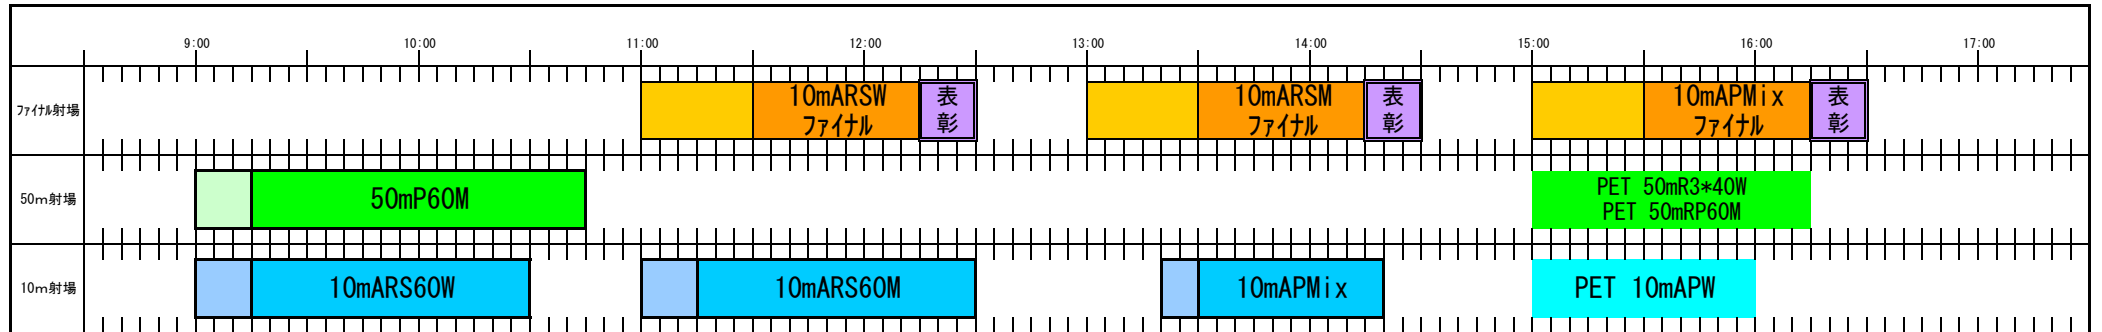 9:00 10:00 11:00 12:00 13:00 14:00 15:00 16:00 17:00
ﾌｧｲﾅﾙ射場
10mARSW
ﾌｧｲﾅﾙ
表
彰
10mARSM
ﾌｧｲﾅﾙ
表
彰
10mAPMix
ﾌｧｲﾅﾙ
表
彰
50m射場
50mP60M
PET 50mR3*40W
PET 50mRP60M
10m射場
10mARS60W
10mARS60M
10mAPMix
PET 10mAPW